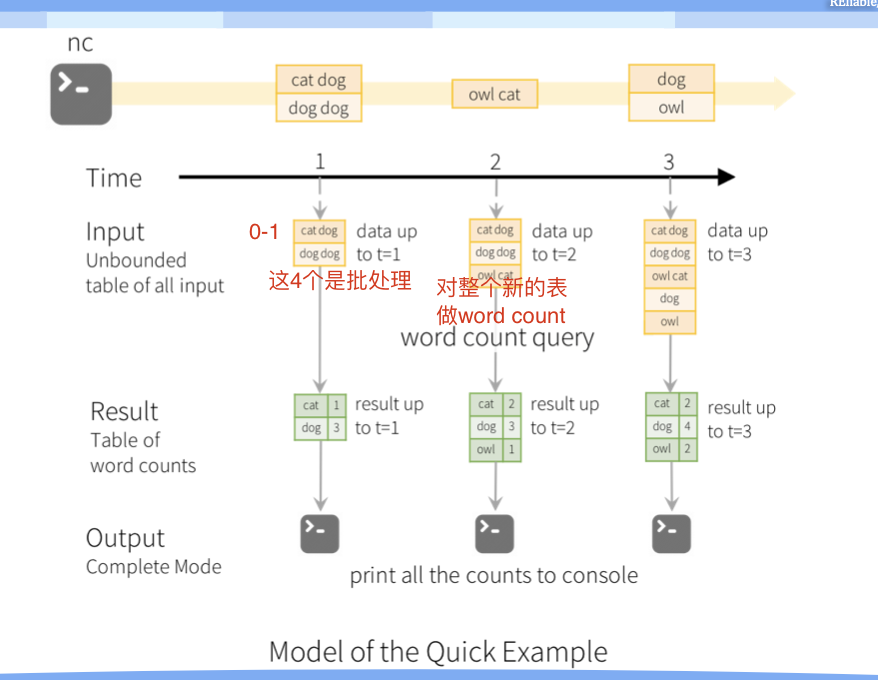 REliable
nc
cat dog
dog dog
owl cat
dog
owl
Time
1
2
3
Input
Unbounded
table of all input
0-1
cat dog
dog dog
data up
to t=1
这4个是批处理
cat dog
dog dog
owl cat
data up
to t=2
对整个新的表
做word count
cat dog
dog dog
owl cat
dog
owl
data up
to t=3
word count query
Result
Table of
word counts
cat 1
dog 3
result up
to t=1
cat 2
dog 3
owl 1
result up
to t=2
cat 2
dog 4
owl 2
result up
to t=3
Output
Complete Mode
print all the counts to console
Model of the Quick Example